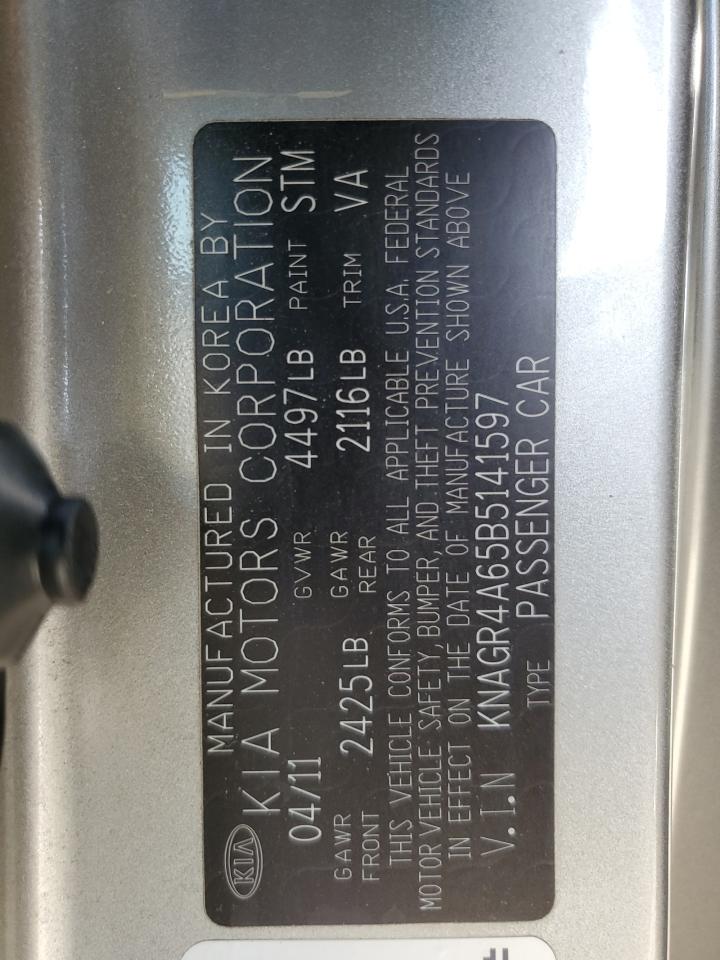 KIA
MANUFACTURED IN KOREA BY
KIA MOTORS CORPORATION
04/11 GVWR 4497LB PAINT STM
GAWR FRONT 2425LB GAWR REAR 2116LB TRIM VA
THIS VEHICLE CONFORMS TO ALL APPLICABLE U.S.A. FEDERAL
MOTOR VEHICLE SAFETY, BUMPER, AND THEFT PREVENTION STANDARDS
IN EFFECT ON THE DATE OF MANUFACTURE SHOWN ABOVE
V.I.N KNAGR4A65B5141597
TYPE PASSENGER CAR